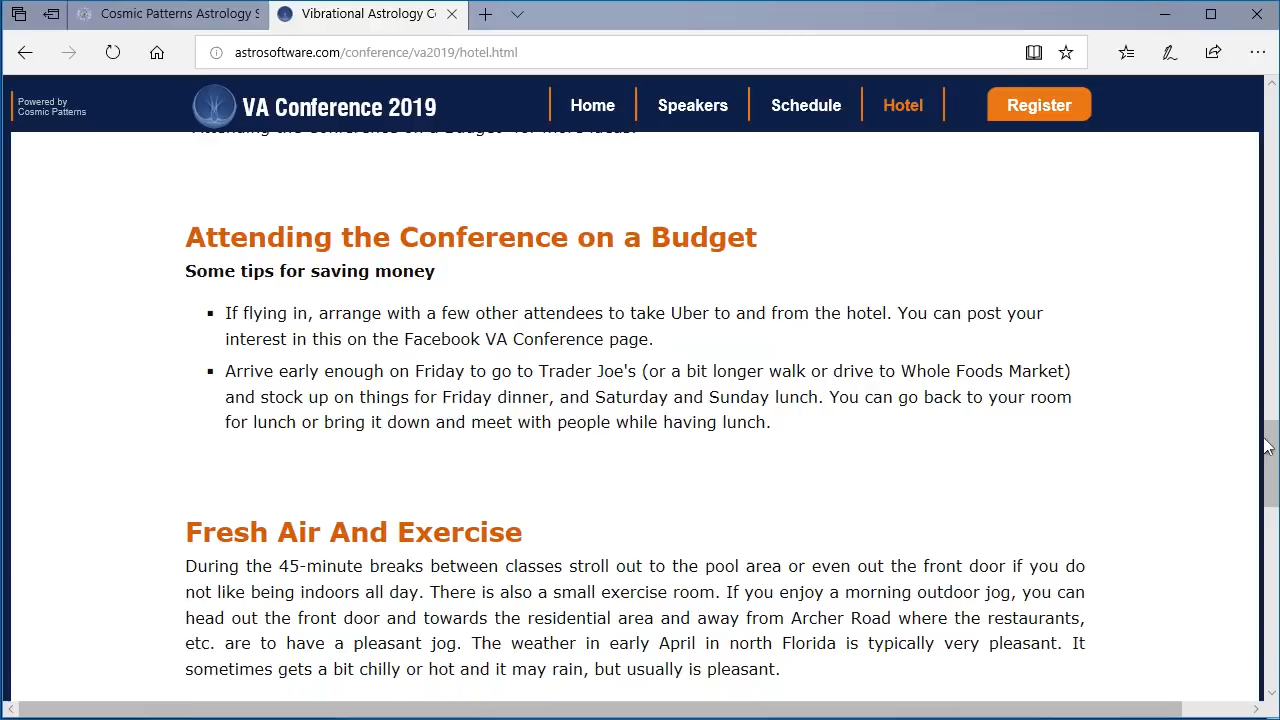 Cosmic Patterns Astrology S
Vibrational Astrology Co
astrosoftware.com/conference/va2019/hotel.html
Powered by
Cosmic Patterns
VA Conference 2019
Home
Speakers
Schedule
Hotel
Register
"Attending the Conference on a Budget" for more ideas.
Attending the Conference on a Budget
Some tips for saving money
If flying in, arrange with a few other attendees to take Uber to and from the hotel. You can post your
interest in this on the Facebook VA Conference page.
Arrive early enough on Friday to go to Trader Joe's (or a bit longer walk or drive to Whole Foods Market)
and stock up on things for Friday dinner, and Saturday and Sunday lunch. You can go back to your room
for lunch or bring it down and meet with people while having lunch.
Fresh Air And Exercise
During the 45-minute breaks between classes stroll out to the pool area or even out the front door if you do
not like being indoors all day. There is also a small exercise room. If you enjoy a morning outdoor jog, you can
head out the front door and towards the residential area and away from Archer Road where the restaurants,
etc. are to have a pleasant jog. The weather in early April in north Florida is typically very pleasant. It
sometimes gets a bit chilly or hot and it may rain, but usually is pleasant.